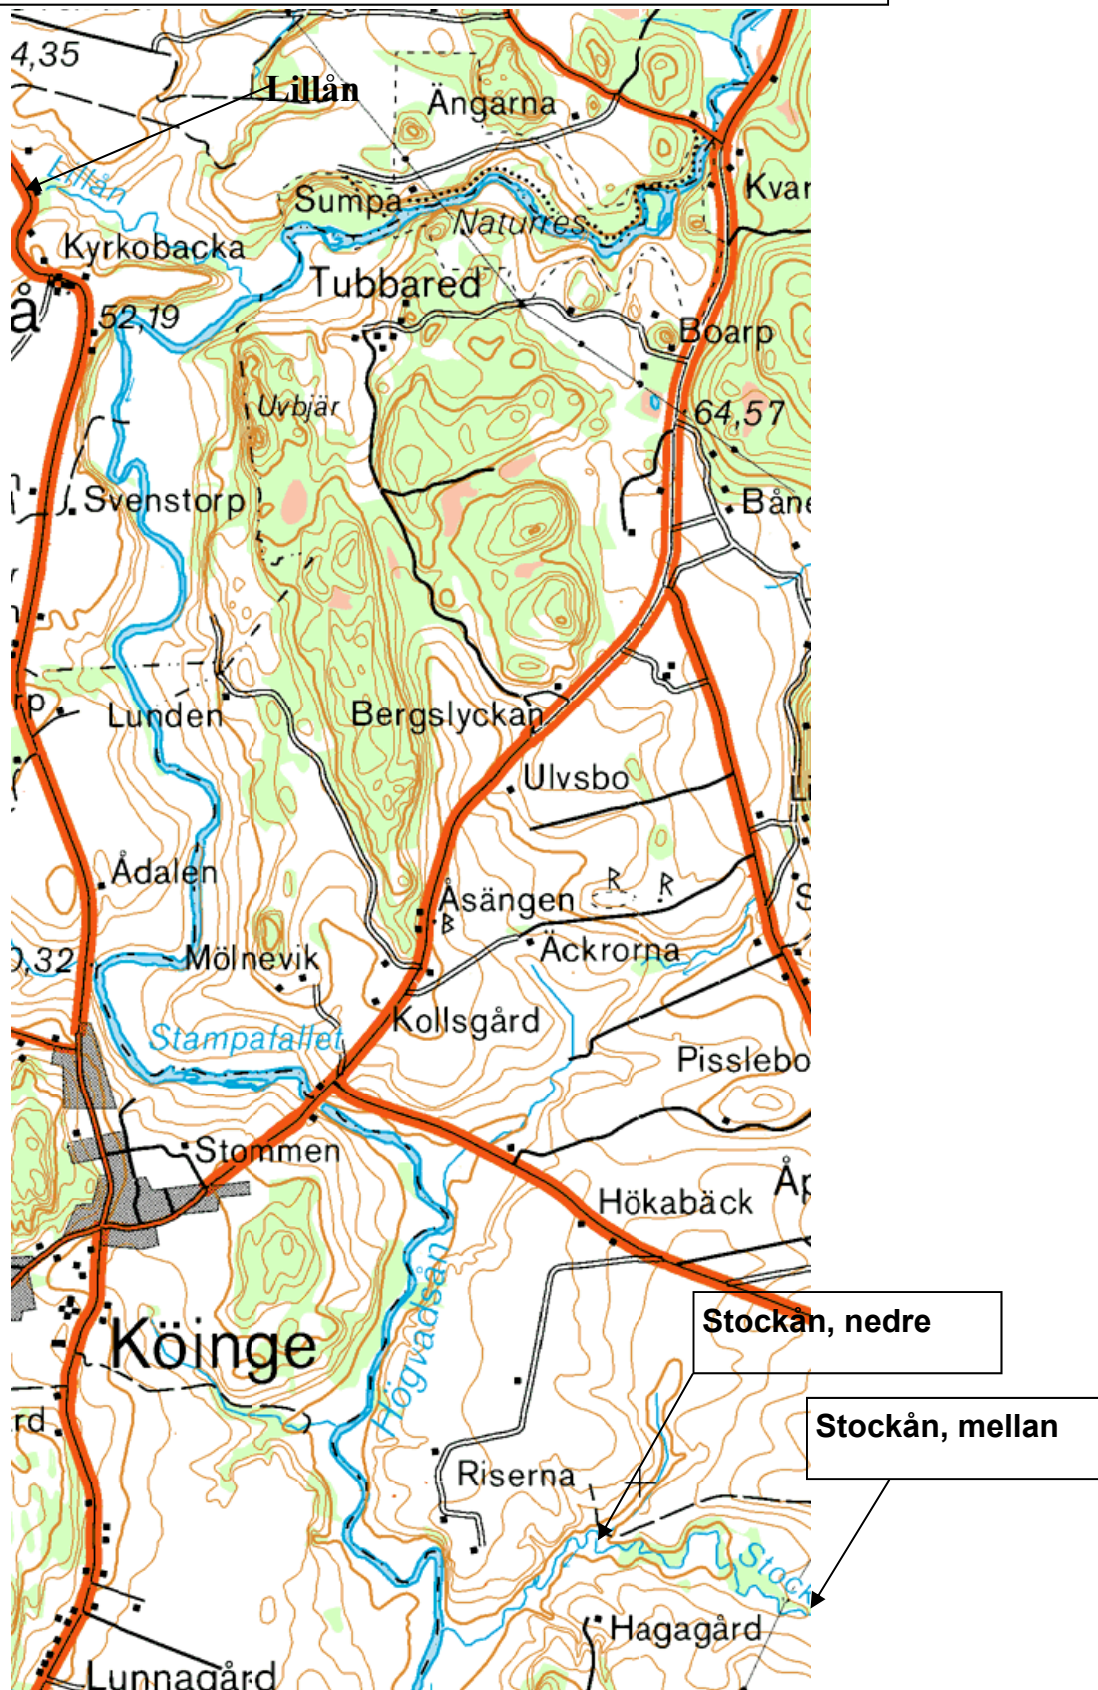 4,35
Lillån
Ängarna
Lillån
Kvar
Sumpa
Naturres
Kyrkobacka
Tubbared
å
52,19
Boarp
Uvbjär
64,57
Svenstorp
Båne
rp
Lunden
Bergslyckan
Ulvsbo
Ådalen
Åsängen
R
R
R
S
0,32
Mölnevik
Äckrorna
Kollsgård
Stampafallet
Pisslebo
Stommen
Hökabäck
Åp
Högvadsån
Stockån, nedre
Köinge
rd
Stockån, mellan
Riserna
Stock
Hagagård
Lunnagård